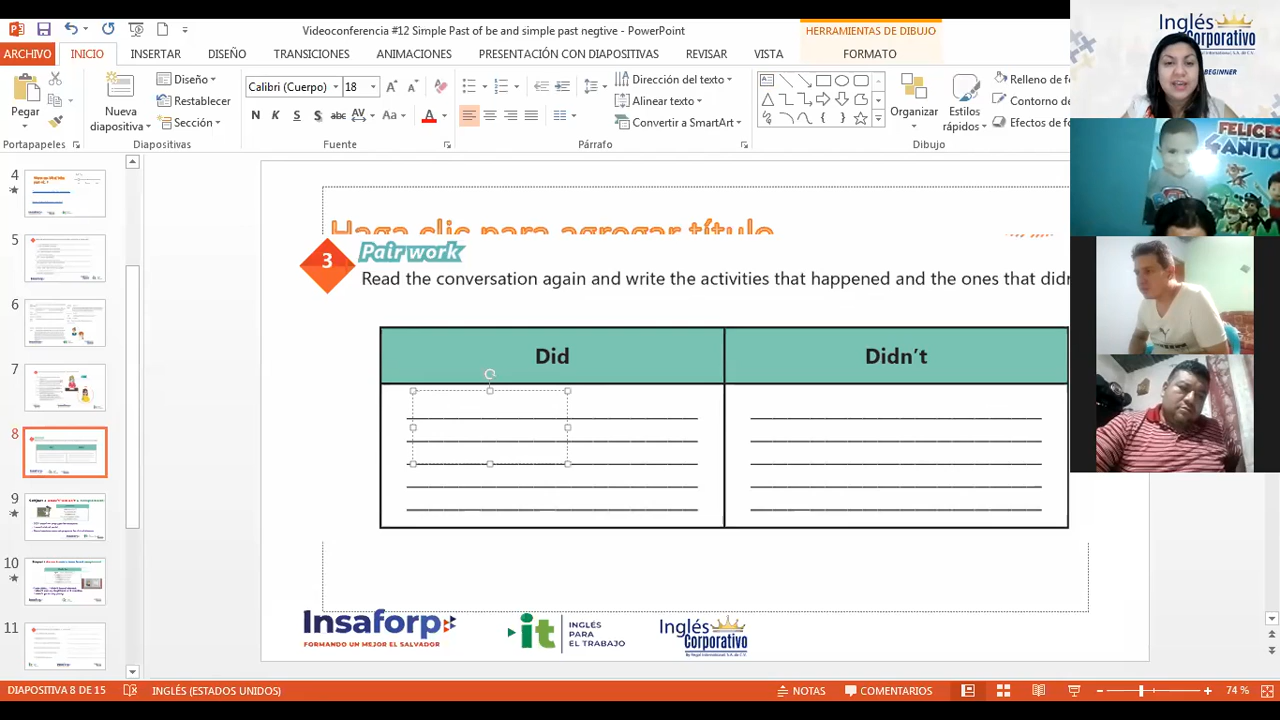 Videoconferencia #12 Simple Past of be and simple past negtive - PowerPoint
HERRAMIENTAS DE DIBUJO
ARCHIVO INICIO INSERTAR DISEÑO TRANSICIONES ANIMACIONES PRESENTACIÓN CON DIAPOSITIVAS REVISAR VISTA FORMATO
Pegar
Nueva diapositiva
Diseño
Restablecer
Sección
Calibri (Cuerpo) 18
N K S S abc AV Aa A
Dirección del texto
Alinear texto
Convertir a SmartArt
Organizar
Estilos rápidos
Relleno de fo
Contorno de
Efectos de fo
Portapapeles Diapositivas Fuente Párrafo Dibujo
Inglés
Corporativo
BEGINNER
FELICES
4 AÑITO
4
5
6
7
8
9
10
11
Haga clic para agregar título
3 Pair work
Read the conversation again and write the activities that happened and the ones that didn
Did Didn't
Insaforp
FORMANDO UN MEJOR EL SALVADOR
it INGLÉS PARA EL TRABAJO
Inglés Corporativo
DIAPOSITIVA 8 DE 15 INGLÉS (ESTADOS UNIDOS) NOTAS COMENTARIOS 74 %